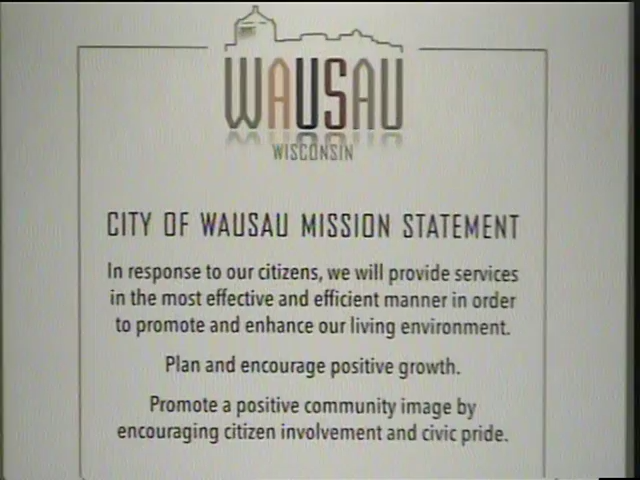 WAUSAU
WISCONSIN
CITY OF WAUSAU MISSION STATEMENT
In response to our citizens, we will provide services
in the most effective and efficient manner in order
to promote and enhance our living environment.
Plan and encourage positive growth.
Promote a positive community image by
encouraging citizen involvement and civic pride.